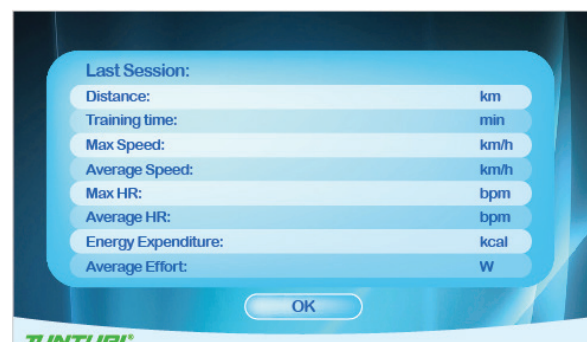 Last Session:
Distance: km
Training time: min
Max Speed: km/h
Average Speed: km/h
Max HR: bpm
Average HR: bpm
Energy Expenditure: kcal
Average Effort: W
OK
TUNTURI®